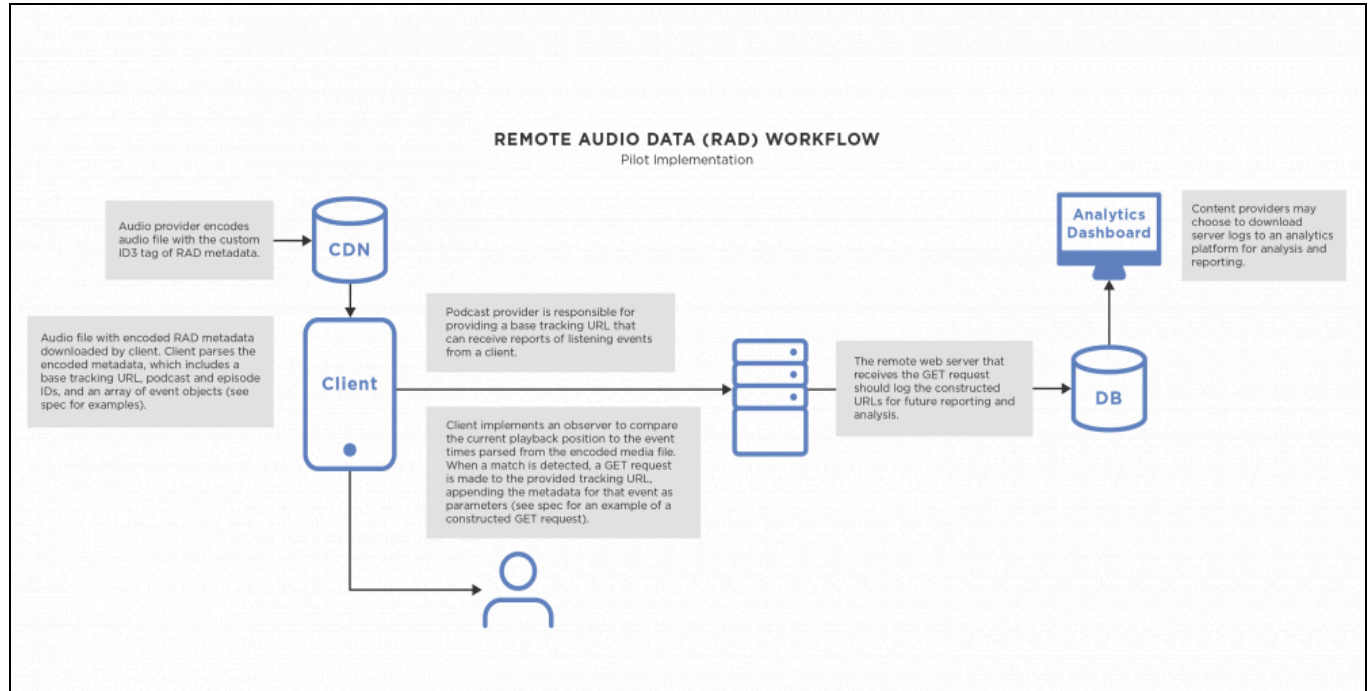 REMOTE AUDIO DATA (RAD) WORKFLOW
Pilot Implementation
Audio provider encodes
audio file with the custom
ID3 tag of RAD metadata.
CDN
Audio file with encoded RAD metadata
downloaded by client. Client parses the
encoded metadata, which includes a
base tracking URL, podcast and episode
IDs, and an array of event objects (see
spec for examples).
Client
Podcast provider is responsible for
providing a base tracking URL that
can receive reports of listening events
from a client.
Client implements an observer to compare
the current playback position to the event
times parsed from the encoded media file.
When a match is detected, a GET request
is made to the provided tracking URL,
appending the metadata for that event as
parameters (see spec for an example of a
constructed GET request).
The remote web server that
receives the GET request
should log the constructed
URLs for future reporting and
analysis.
DB
Analytics
Dashboard
Content providers may
choose to download
server logs to an analytics
platform for analysis and
reporting.